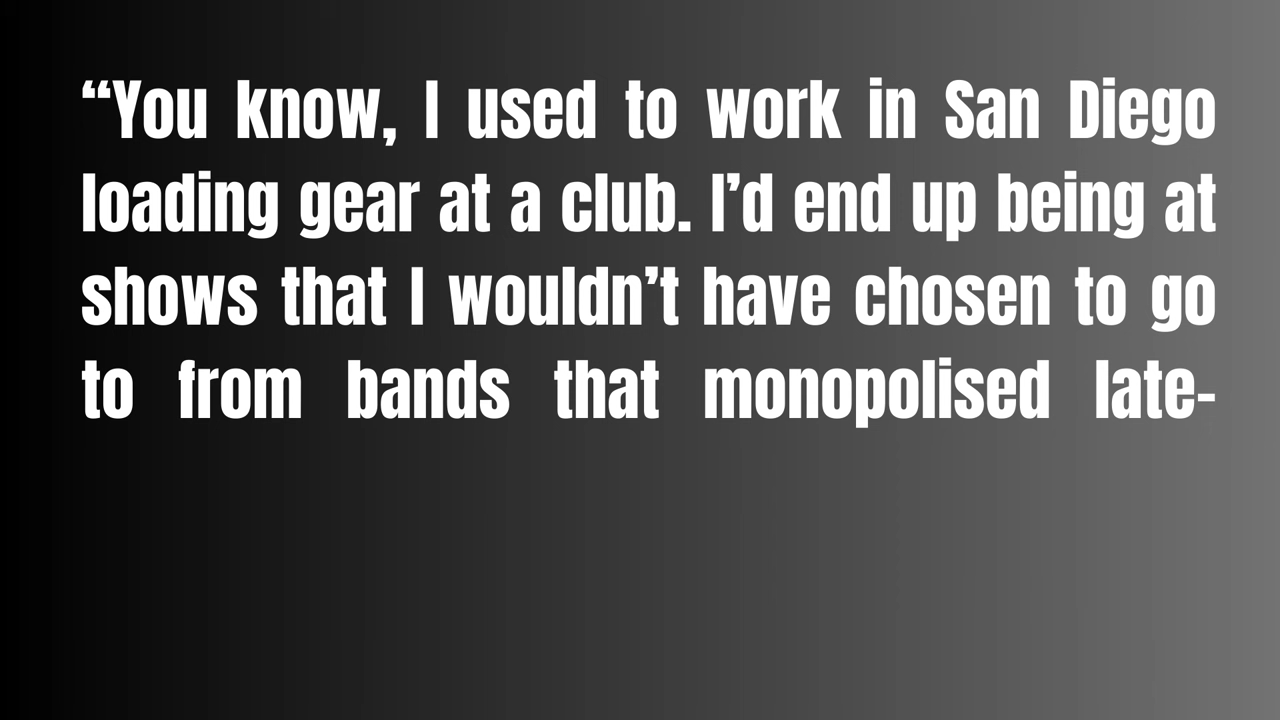 “You know, I used to work in San Diego
loading gear at a club. I’d end up being at
shows that I wouldn’t have chosen to go
to from bands that monopolised late-